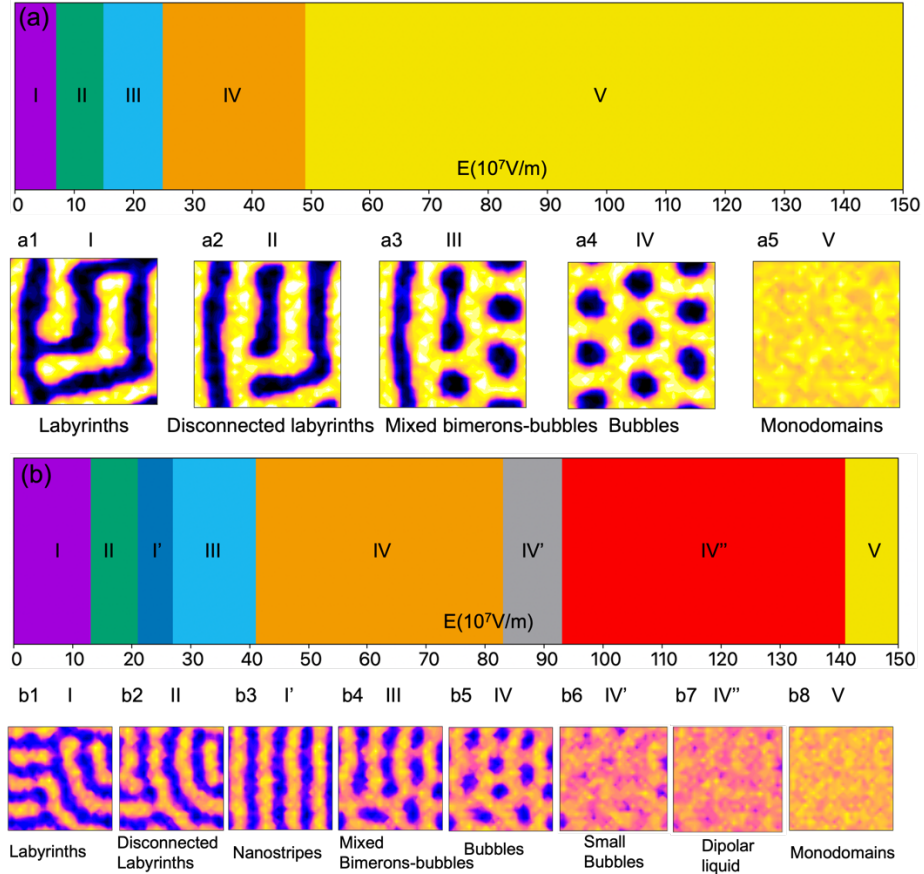 (a)
I II III IV V
E(10⁷V/m)
0 10 20 30 40 50 60 70 80 90 100 110 120 130 140 150
a1 I a2 II a3 III a4 IV a5 V
Labyrinths Disconnected labyrinths Mixed bimerons-bubbles Bubbles Monodomains
(b)
I II I’ III IV IV’ IV’’ V
E(10⁷V/m)
0 10 20 30 40 50 60 70 80 90 100 110 120 130 140 150
b1 I b2 II b3 I’ b4 III b5 IV b6 IV’ b7 IV’’ b8 V
Labyrinths Disconnected Labyrinths Nanostripes Mixed Bimerons-bubbles Bubbles Small Bubbles Dipolar liquid Monodomains